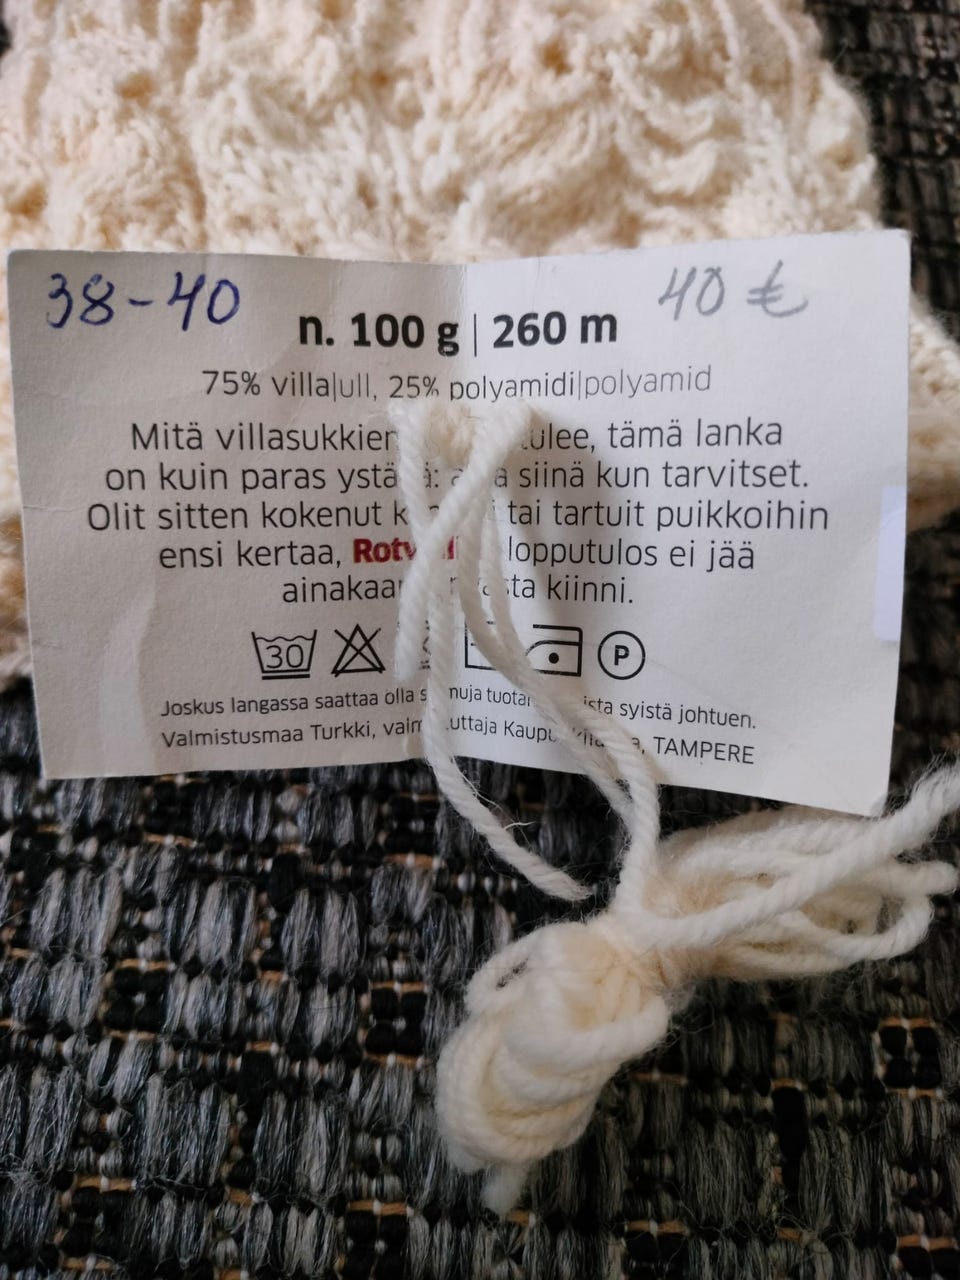 38-40
40 €
n. 100 g | 260 m
75% villa|ull, 25% polyamidi|polyamid
Mitä villasukkien tulee, tämä lanka
on kuin paras siinä kun tarvitset.
Olit sitten kokenut tai tartuit puikkoihin
ensi kertaa, lopputulos ei jää
kiinni.
30 P
Joskus langassa saattaa olla syistä johtuen.
Valmistusmaa Turkki, TAMPERE